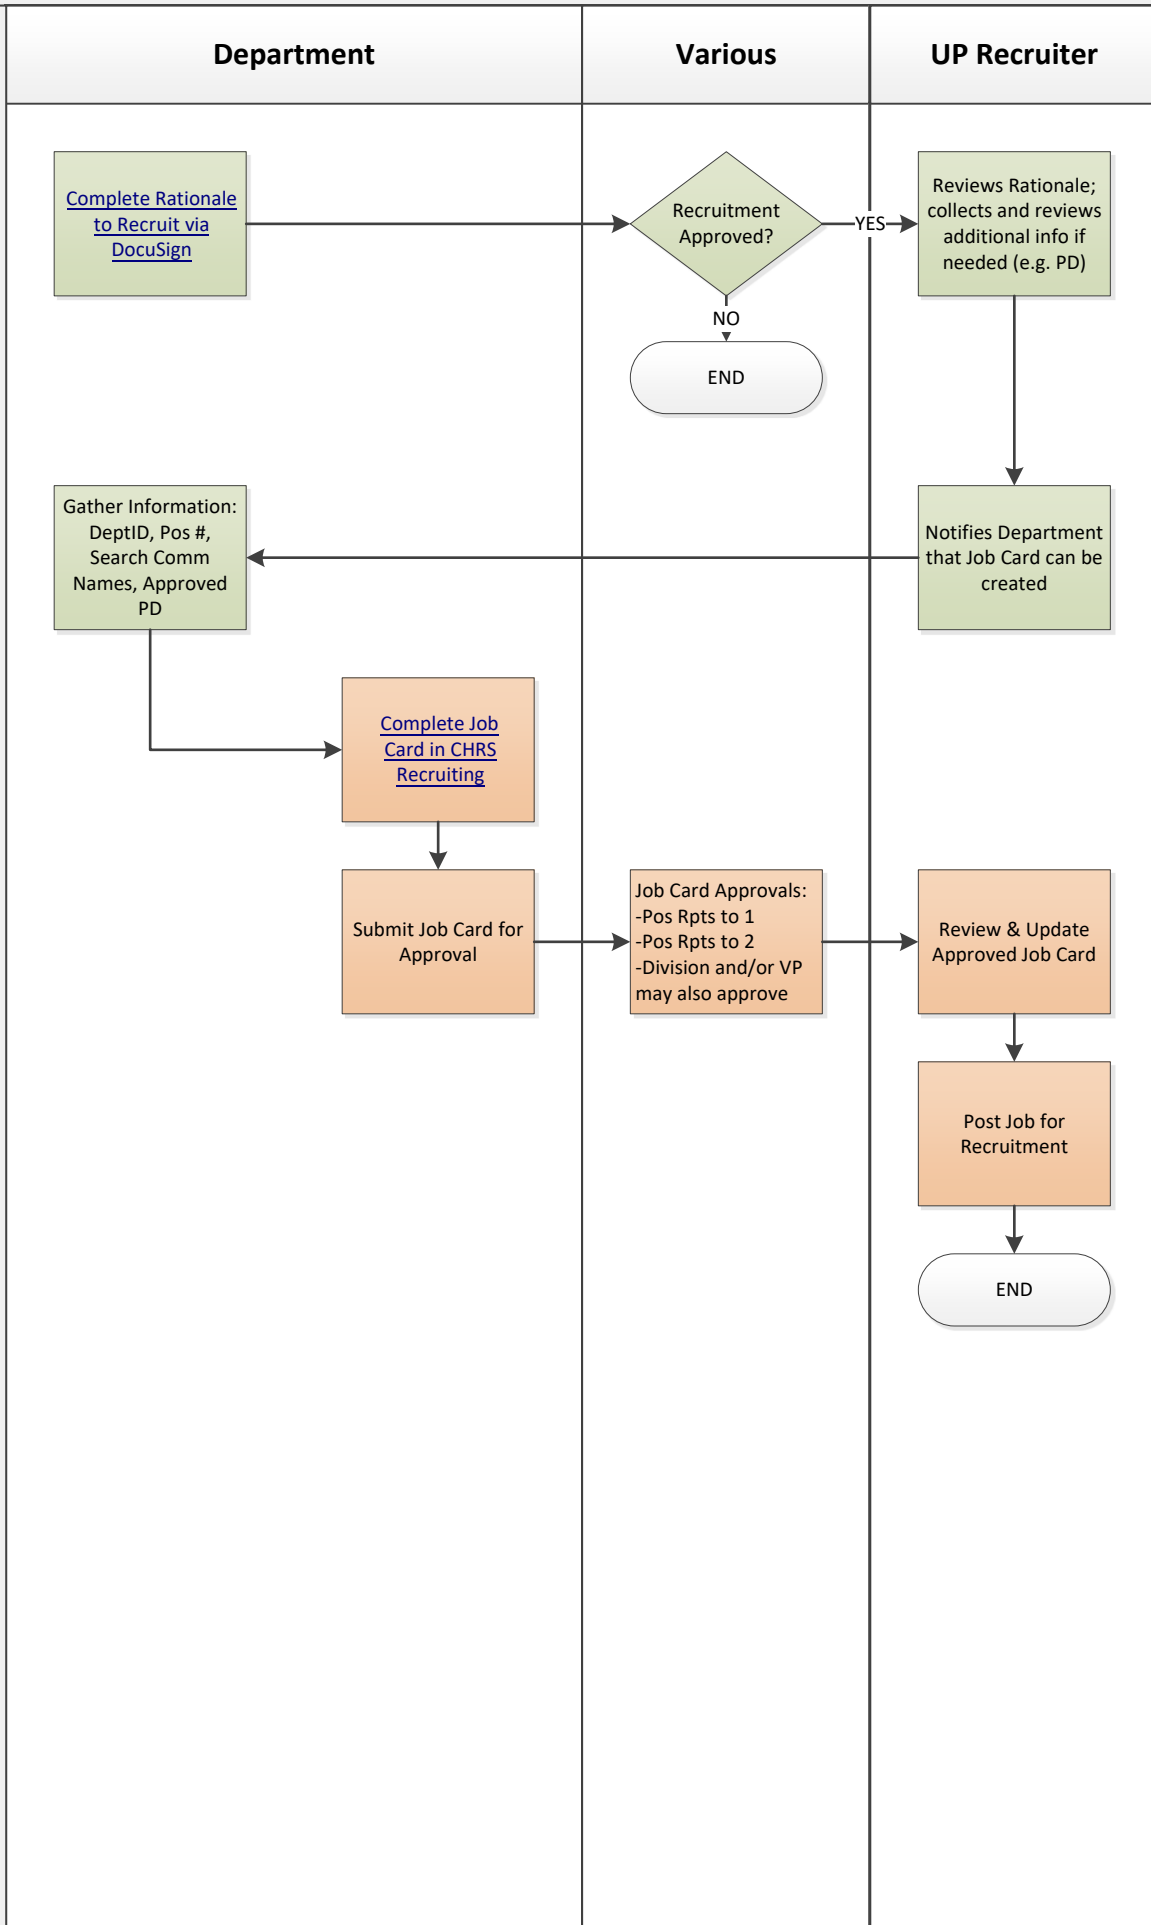 Department
Various
UP Recruiter
Complete Rationale
to Recruit via
DocuSign
Recruitment
Approved?
YES
Reviews Rationale;
collects and reviews
additional info if
needed (e.g. PD)
NO
END
Gather Information:
DeptID, Pos #,
Search Comm
Names, Approved
PD
Notifies Department
that Job Card can be
created
Complete Job
Card in CHRS
Recruiting
Submit Job Card for
Approval
Job Card Approvals:
-Pos Rpts to 1
-Pos Rpts to 2
-Division and/or VP
may also approve
Review & Update
Approved Job Card
Post Job for
Recruitment
END